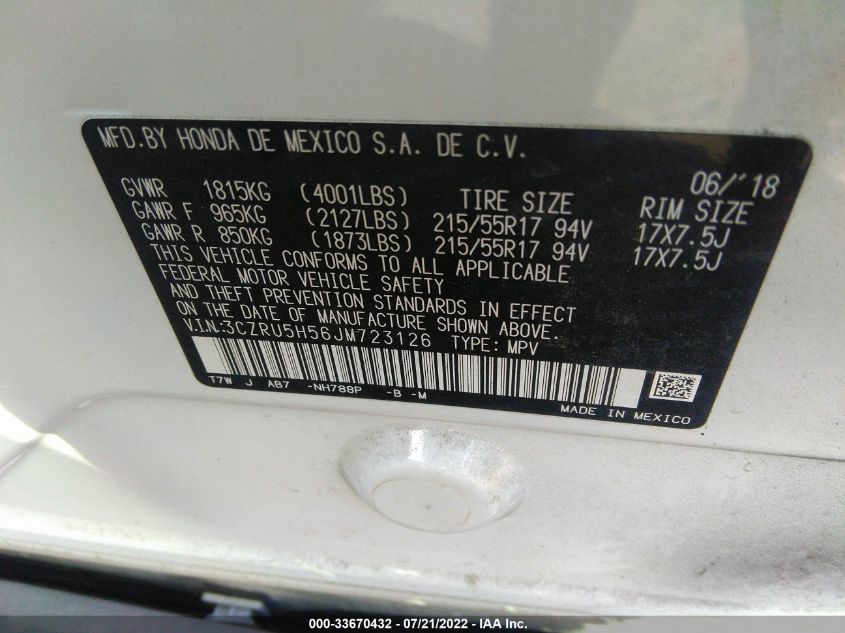 MFD.BY HONDA DE MEXICO S.A. DE C.V.
06/'18
GVWR 1815KG (4001LBS) TIRE SIZE RIM SIZE
GAWR F 965KG (2127LBS) 215/55R17 94V 17X7.5J
GAWR R 850KG (1873LBS) 215/55R17 94V 17X7.5J
THIS VEHICLE CONFORMS TO ALL APPLICABLE
FEDERAL MOTOR VEHICLE SAFETY
AND THEFT PREVENTION STANDARDS IN EFFECT
ON THE DATE OF MANUFACTURE SHOWN ABOVE.
V.I.N.:3CZRU5H56JM723126 TYPE: MPV
T7W J AB7 -NH788P -B -M
MADE IN MEXICO
000-33670432 - 07/21/2022 - IAA Inc.